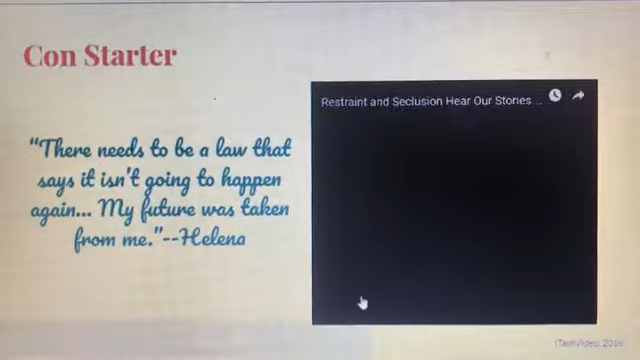 Con Starter
Restraint and Seclusion Hear Our Stories ...
“There needs to be a law that
says it isn't going to happen
again... My future was taken
from me.”--Helena
(TashVideo, 2016)